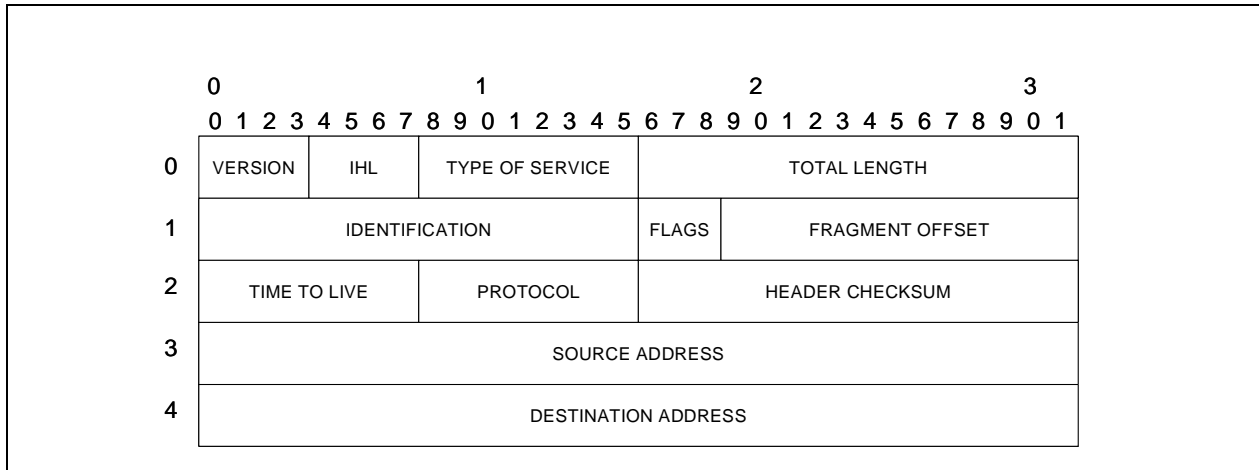 0 1 2 3
0 1 2 3 4 5 6 7 8 9 0 1 2 3 4 5 6 7 8 9 0 1 2 3 4 5 6 7 8 9 0 1
0 VERSION IHL TYPE OF SERVICE TOTAL LENGTH
1 IDENTIFICATION FLAGS FRAGMENT OFFSET
2 TIME TO LIVE PROTOCOL HEADER CHECKSUM
3 SOURCE ADDRESS
4 DESTINATION ADDRESS